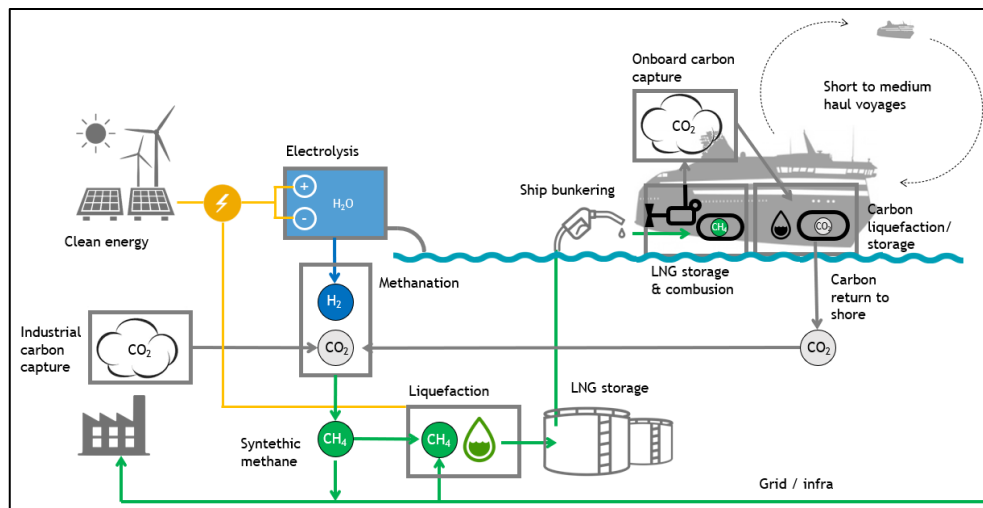 Onboard carbon
capture
CO₂
Short to medium
haul voyages
Electrolysis
+
-
H₂O
Ship bunkering
Clean energy
CH₄
CO₂
Carbon
liquefaction/
storage
LNG storage
& combusion
Methanation
H₂
Carbon
return to
shore
Industrial
carbon
capture
CO₂
CO₂
CO₂
Liquefaction
LNG storage
Syntethic
methane
CH₄
CH₄
Grid / infra